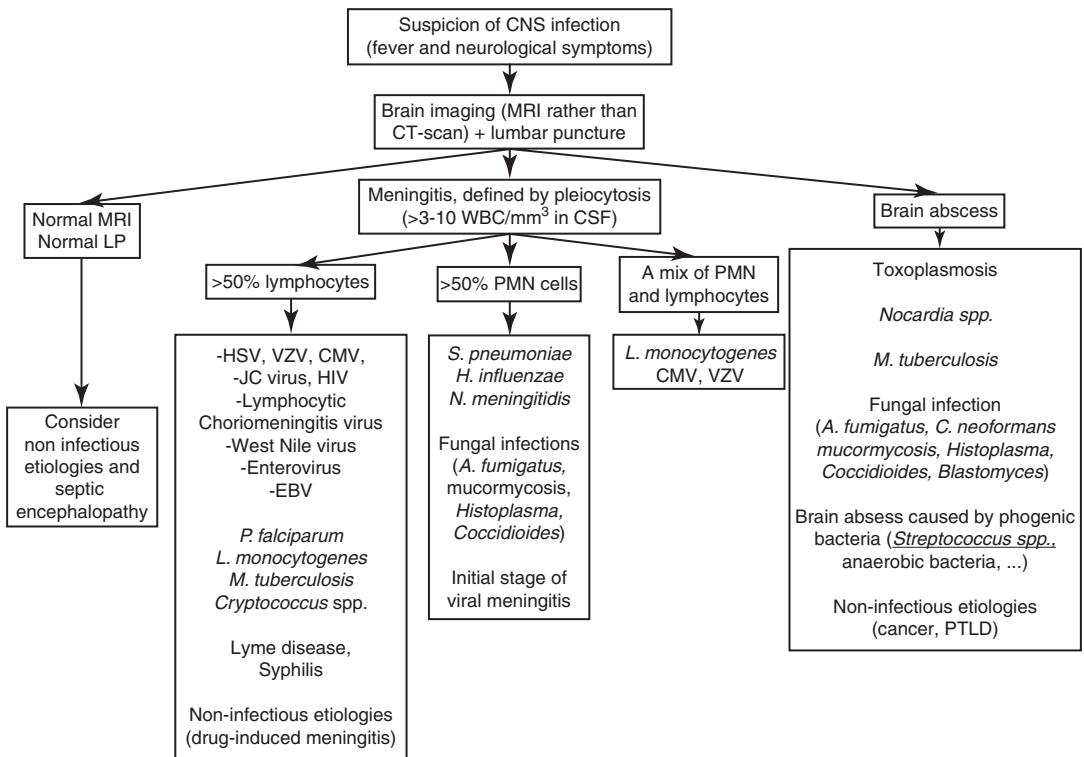 Suspicion of CNS infection
(fever and neurological symptoms)
Brain imaging (MRI rather than
CT-scan) + lumbar puncture
Normal MRI
Normal LP
Meningitis, defined by pleiocytosis
(>3-10 WBC/mm³ in CSF)
Brain abscess
>50% lymphocytes
>50% PMN cells
A mix of PMN
and lymphocytes
Consider
non infectious
etiologies and
septic
encephalopathy
-HSV, VZV, CMV,
-JC virus, HIV
-Lymphocytic
Choriomeningitis virus
-West Nile virus
-Enterovirus
-EBV
P. falciparum
L. monocytogenes
M. tuberculosis
Cryptococcus spp.
Lyme disease,
Syphilis
Non-infectious etiologies
(drug-induced meningitis)
S. pneumoniae
H. influenzae
N. meningitidis
Fungal infections
(A. fumigatus,
mucormycosis,
Histoplasma,
Coccidioides)
Initial stage of
viral meningitis
L. monocytogenes
CMV, VZV
Toxoplasmosis
Nocardia spp.
M. tuberculosis
Fungal infection
(A. fumigatus, C. neoformans
mucormycosis, Histoplasma,
Coccidioides, Blastomyces)
Brain absess caused by phogenic
bacteria (Streptococcus spp.,
anaerobic bacteria, ...)
Non-infectious etiologies
(cancer, PTLD)